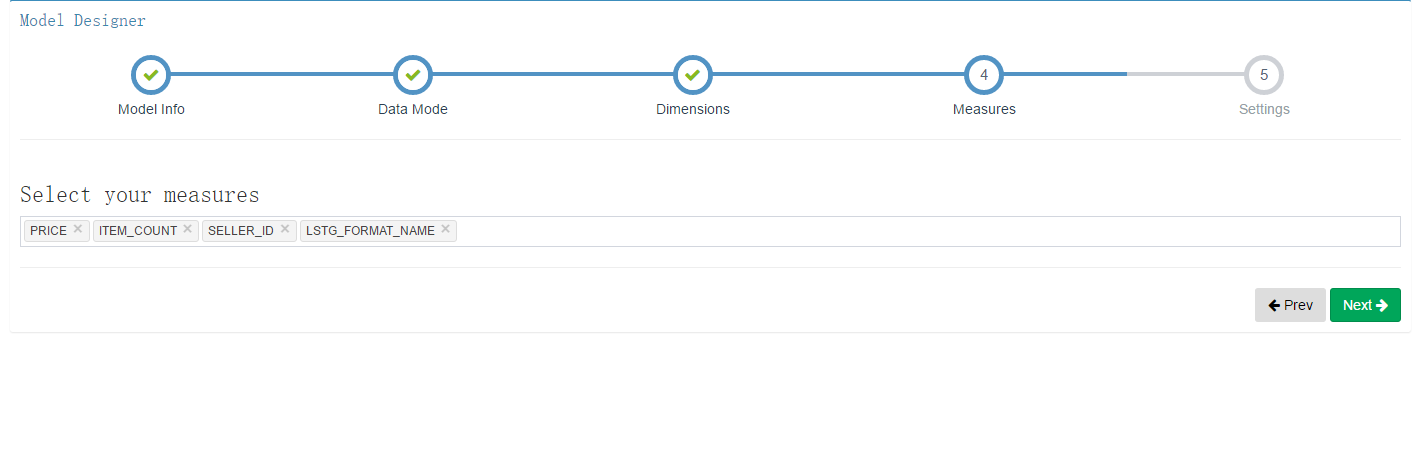 Model Designer
4 5
Model Info Data Mode Dimensions Measures Settings
Select your measures
PRICE × ITEM_COUNT × SELLER_ID × LSTG_FORMAT_NAME ×
Prev Next